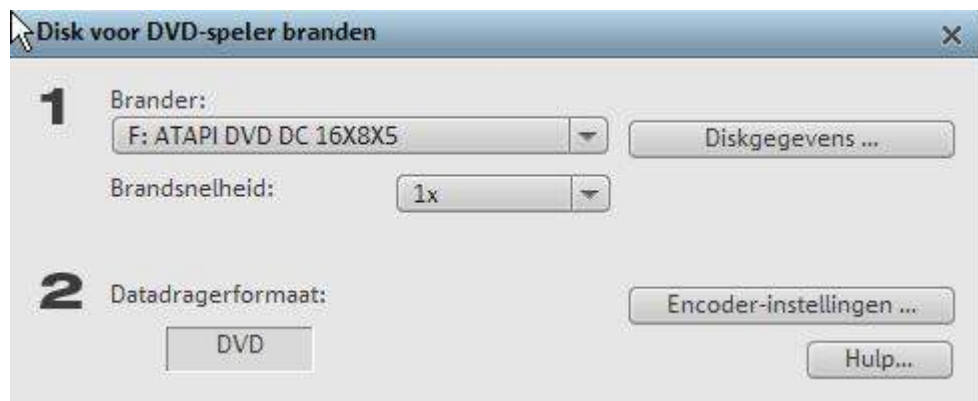 Disk voor DVD-speler branden
1
Brander:
F: ATAPI DVD DC 16X8X5
Diskgegevens ...
Brandsnelheid:
1x
2
Datadragerformaat:
Encoder-instellingen ...
DVD
Hulp...